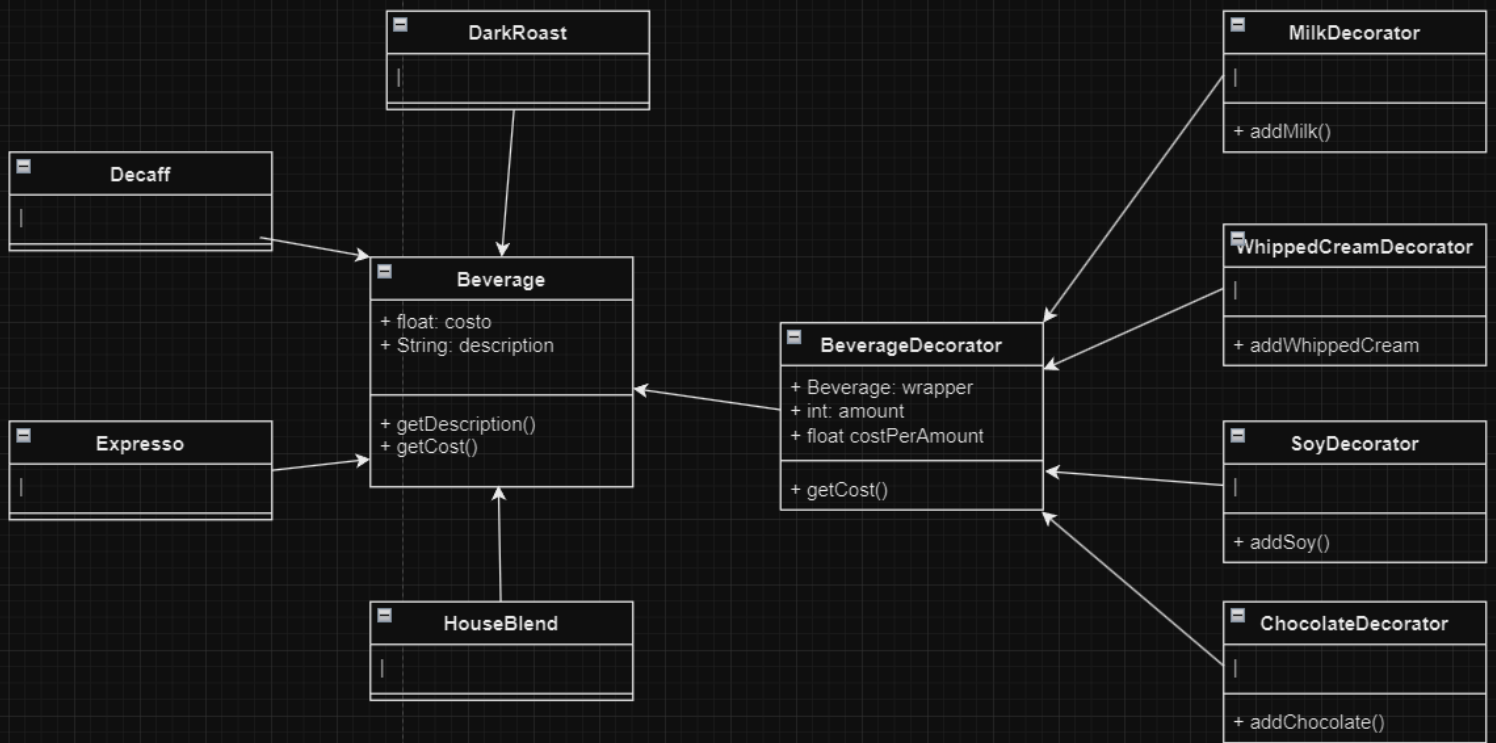 DarkRoast
Decaff
Beverage
+ float: costo
+ String: description
+ getDescription()
+ getCost()
Expresso
HouseBlend
BeverageDecorator
+ Beverage: wrapper
+ int: amount
+ float costPerAmount
+ getCost()
MilkDecorator
+ addMilk()
WhippedCreamDecorator
+ addWhippedCream
SoyDecorator
+ addSoy()
ChocolateDecorator
+ addChocolate()